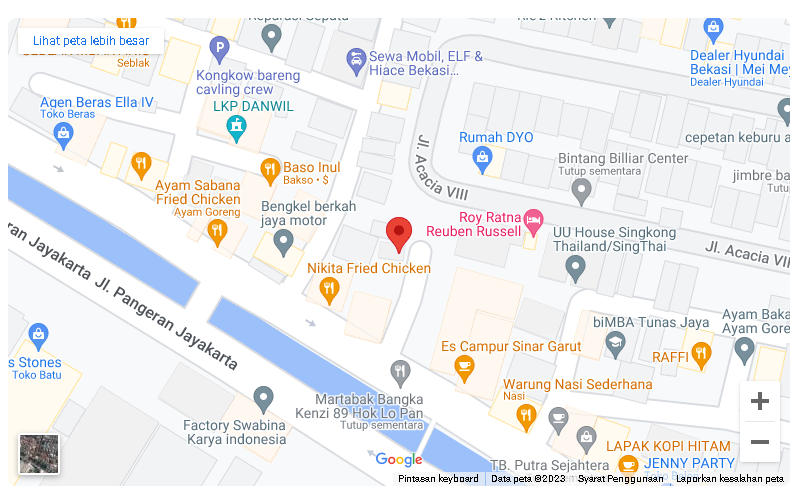 Reparasi Sepatu
Kic 2 Kitchen
Lihat peta lebih besar
Seblak
Kongkow bareng
cavling crew
Sewa Mobil, ELF &
Hiace Bekasi...
Dealer Hyundai
Bekasi | Mei Mey
Dealer Hyundai
Agen Beras Ella IV
Toko Beras
LKP DANWIL
Jl. Acacia VIII
Rumah DYO
cepetan keburu a
Bintang Billiar Center
Tutup sementara
Baso Inul
Bakso • $
jimbre ba
Tutu
Ayam Sabana
Fried Chicken
Ayam Goreng
Bengkel berkah
jaya motor
Roy Ratna
Reuben Russell
UU House Singkong
Thailand/SingThai
Jl. Acacia VIII
ran Jayakarta
Jl. Pangeran Jayakarta
Nikita Fried Chicken
biMBA Tunas Jaya
Ayam Baka
Ayam Gore
s Stones
Toko Batu
Es Campur Sinar Garut
RAFFI
Warung Nasi Sederhana
Nasi
Martabak Bangka
Kenzi 89 Hok Lo Pan
Tutup sementara
Factory Swabina
Karya indonesia
LAPAK KOPI HITAM
JENNY PARTY
TB. Putra Sejahtera
Google
Pintasan keyboard
Data peta ©2023
Syarat Penggunaan
Laporkan kesalahan peta